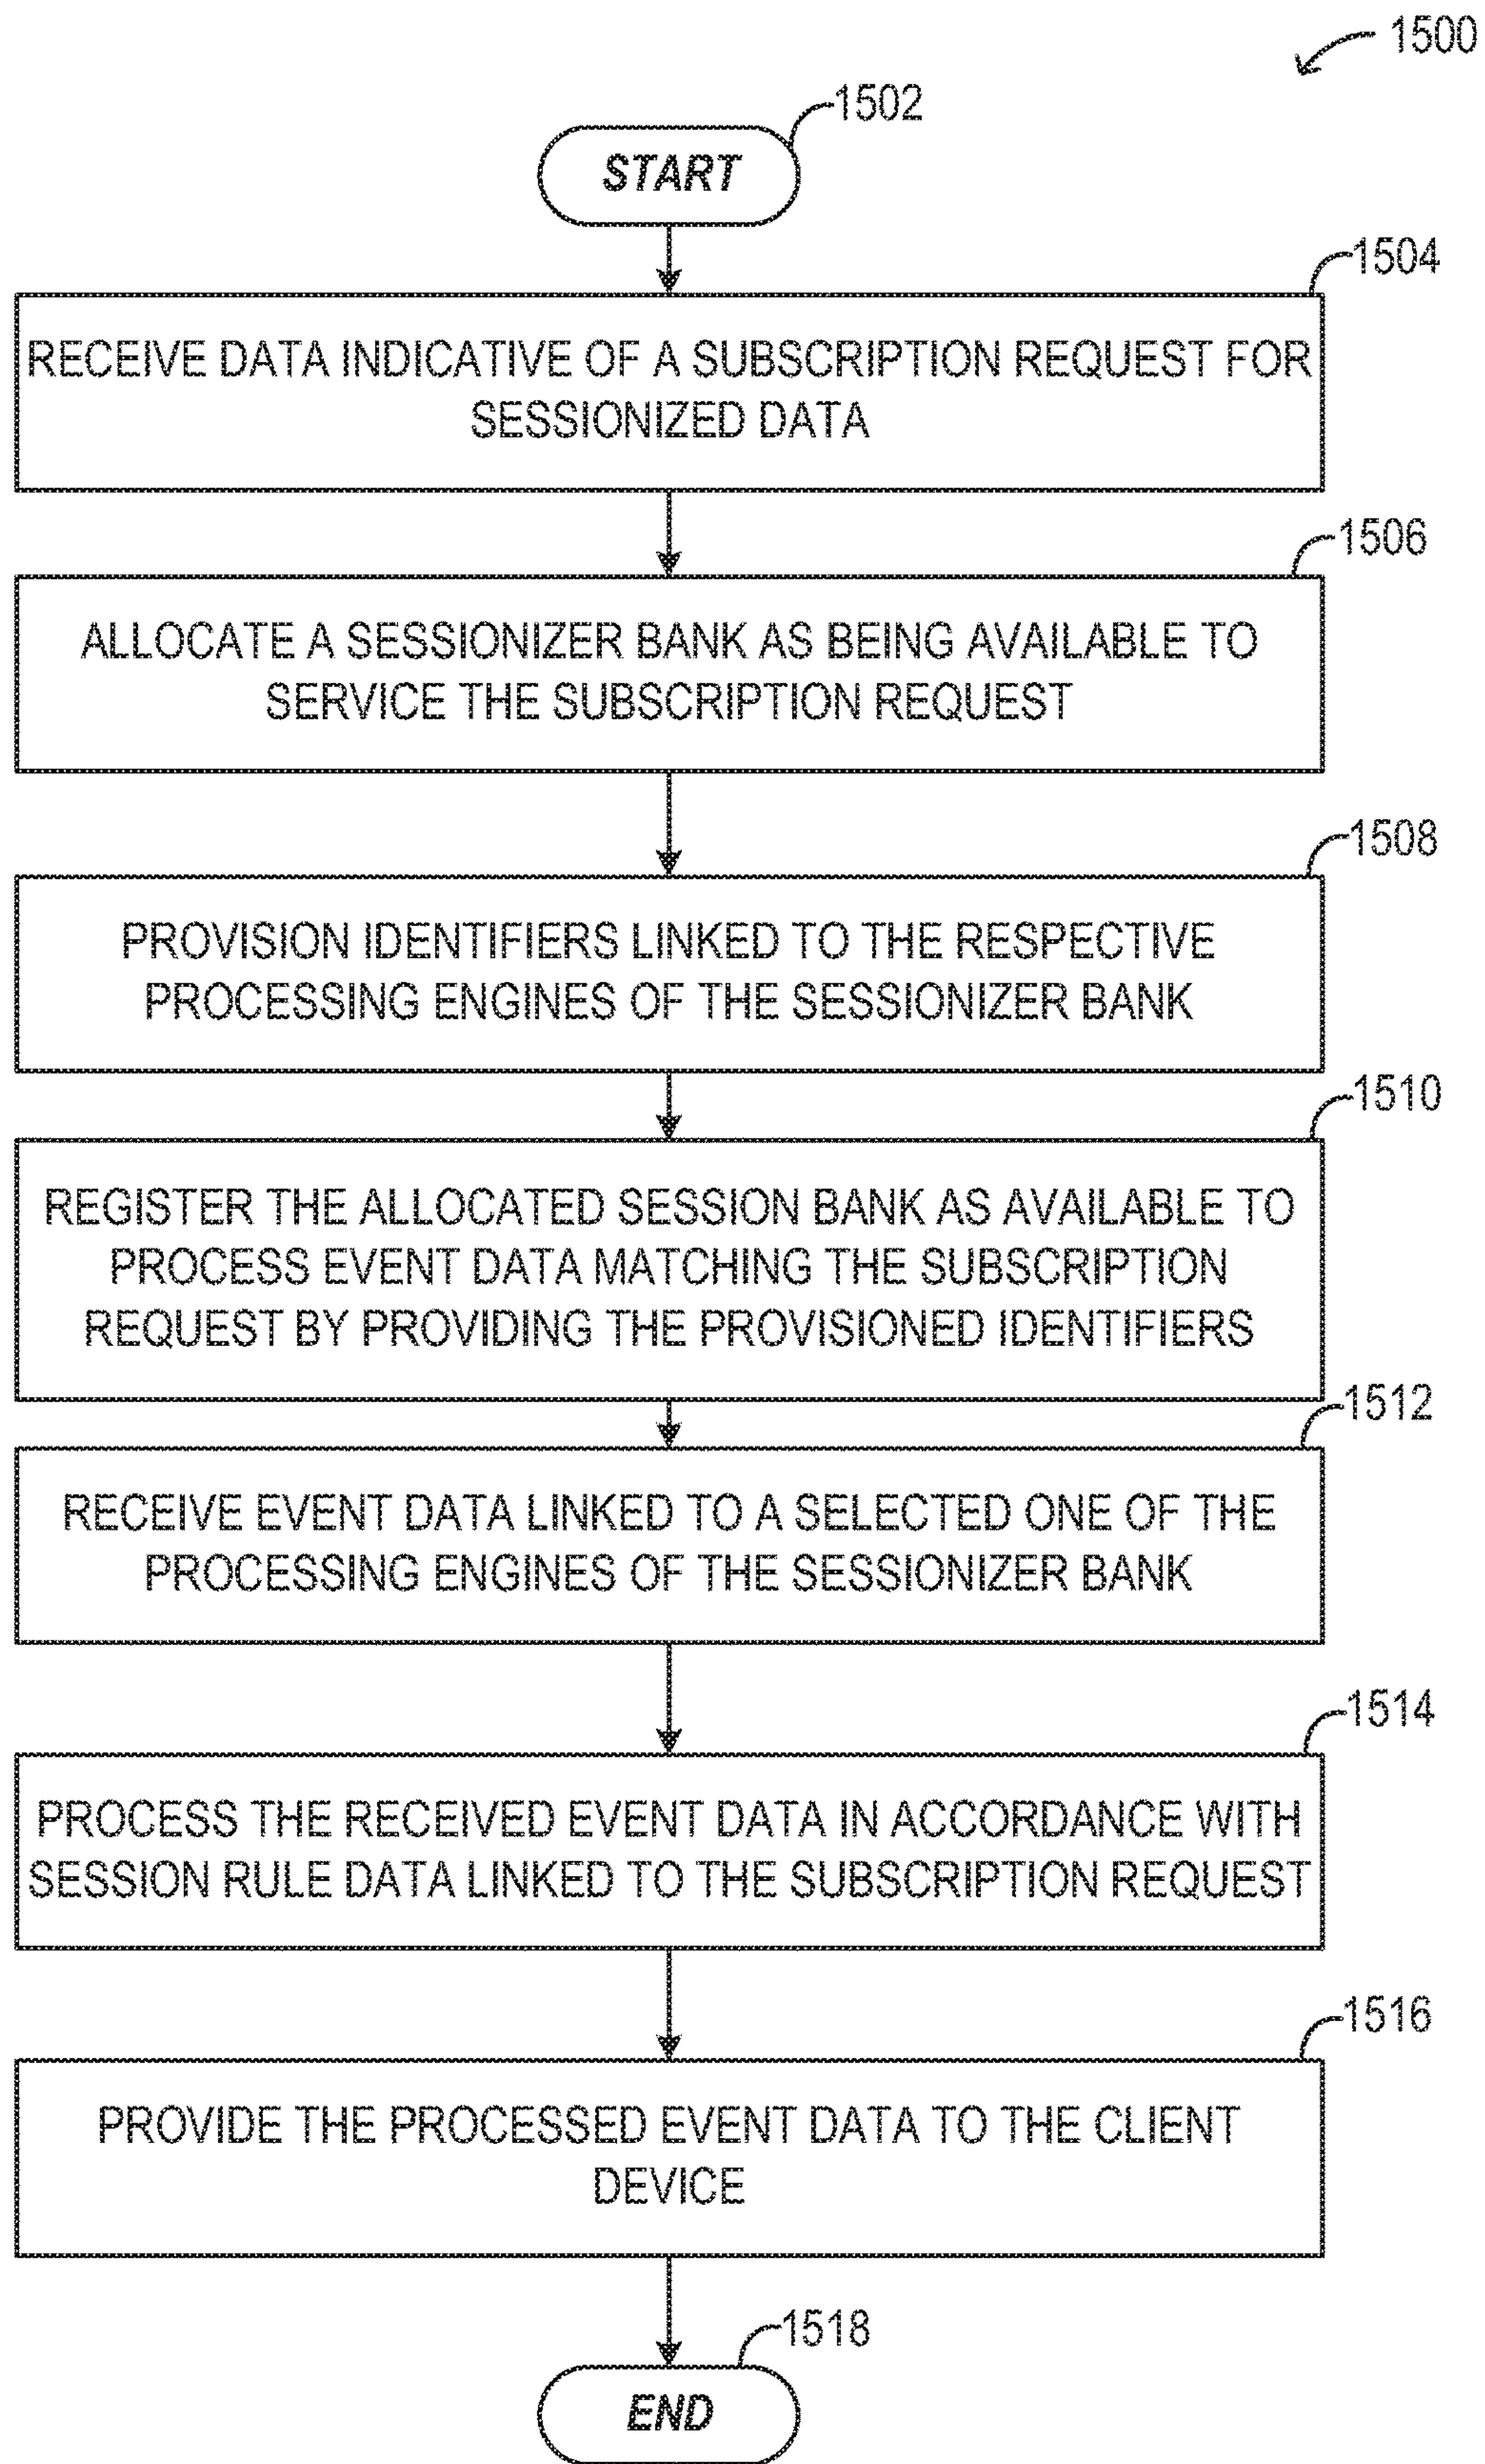 1500
1502
START
1504
RECEIVE DATA INDICATIVE OF A SUBSCRIPTION REQUEST FOR
SESSIONIZED DATA
1506
ALLOCATE A SESSIONIZER BANK AS BEING AVAILABLE TO
SERVICE THE SUBSCRIPTION REQUEST
1508
PROVISION IDENTIFIERS LINKED TO THE RESPECTIVE
PROCESSING ENGINES OF THE SESSIONIZER BANK
1510
REGISTER THE ALLOCATED SESSION BANK AS AVAILABLE TO
PROCESS EVENT DATA MATCHING THE SUBSCRIPTION
REQUEST BY PROVIDING THE PROVISIONED IDENTIFIERS
1512
RECEIVE EVENT DATA LINKED TO A SELECTED ONE OF THE
PROCESSING ENGINES OF THE SESSIONIZER BANK
1514
PROCESS THE RECEIVED EVENT DATA IN ACCORDANCE WITH
SESSION RULE DATA LINKED TO THE SUBSCRIPTION REQUEST
1516
PROVIDE THE PROCESSED EVENT DATA TO THE CLIENT
DEVICE
1518
END